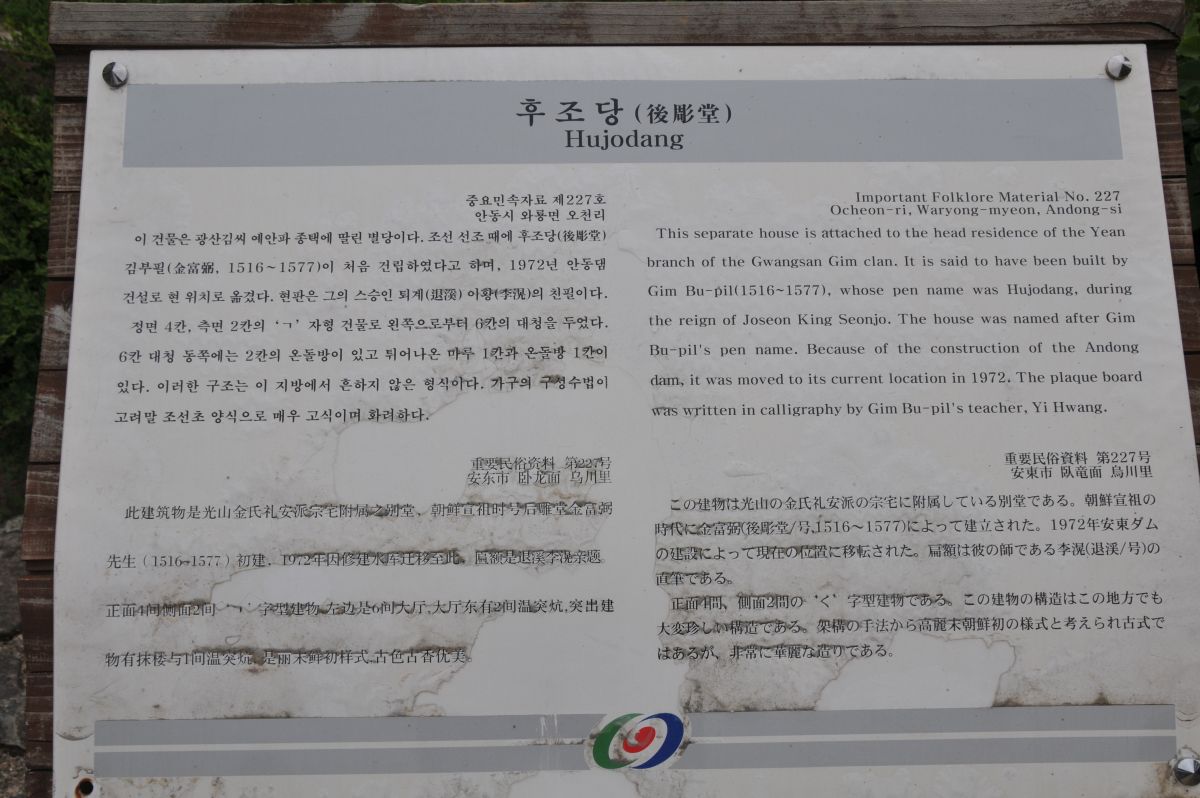 후조당(後彫堂)
Hujodang
중요민속자료 제227호
안동시 와룡면 오천리
이 건물은 광산김씨 예안파 종택에 딸린 별당이다. 조선 선조 때에 후조당(後彫堂)
김부필(金富弼, 1516~1577)이 처음 건립하였다고 하며, 1972년 안동댐
건설로 현 위치로 옮겼다. 현판은 그의 스승인 퇴계(退溪) 이황(李滉)의 친필이다.
정면 4칸, 측면 2칸의 ‘ㄱ’ 자형 건물로 왼쪽으로부터 6칸의 대청을 두었다.
6칸 대청 동쪽에는 2칸의 온돌방이 있고 튀어나온 마루 1칸과 온돌방 1칸이
있다. 이러한 구조는 이 지방에서 흔하지 않은 형식이다. 가구의 구성수법이
고려말 조선초 양식으로 매우 고식이며 화려하다.
Important Folklore Material No. 227
Ocheon-ri, Waryong-myeon, Andong-si
This separate house is attached to the head residence of the Yean
branch of the Gwangsan Gim clan. It is said to have been built by
Gim Bu-pil(1516~1577), whose pen name was Hujodang, during
the reign of Joseon King Seonjo. The house was named after Gim
Bu-pil's pen name. Because of the construction of the Andong
dam, it was moved to its current location in 1972. The plaque board
was written in calligraphy by Gim Bu-pil's teacher, Yi Hwang.
重要民俗资料 第227号
安东市 卧龙面 乌川里
此建筑物是光山金氏礼安派宗宅附属之别堂、朝鲜宣祖时号后雕堂金富弼
先生（1516~1577）初建. 1972年因修建水库迁移至此. 匾额是退溪李滉亲题.
正面4间侧面2间‘ㄱ’字型建物,左边是6间大厅,大厅东有2间温突炕,突出建
物有抹楼与1间温突炕,是丽末鲜初样式,古色古香优美.
重要民俗資料 第227号
安東市 臥竜面 烏川里
この建物は光山の金氏礼安派の宗宅に附属している別堂である。朝鮮宣祖の
時代に金富弼(後彫堂/号,1516~1577)によって建立された。1972年安東ダム
の建設によって現在の位置に移転された。扁額は彼の師である李滉(退渓/号)の
直筆である。
正面4間、側面2間の‘く’字型建物である。この建物の構造はこの地方でも
大変珍しい構造である。架構の手法から高麗末朝鮮初の様式と考えられ古式で
はあるが、非常に華麗な造りである。